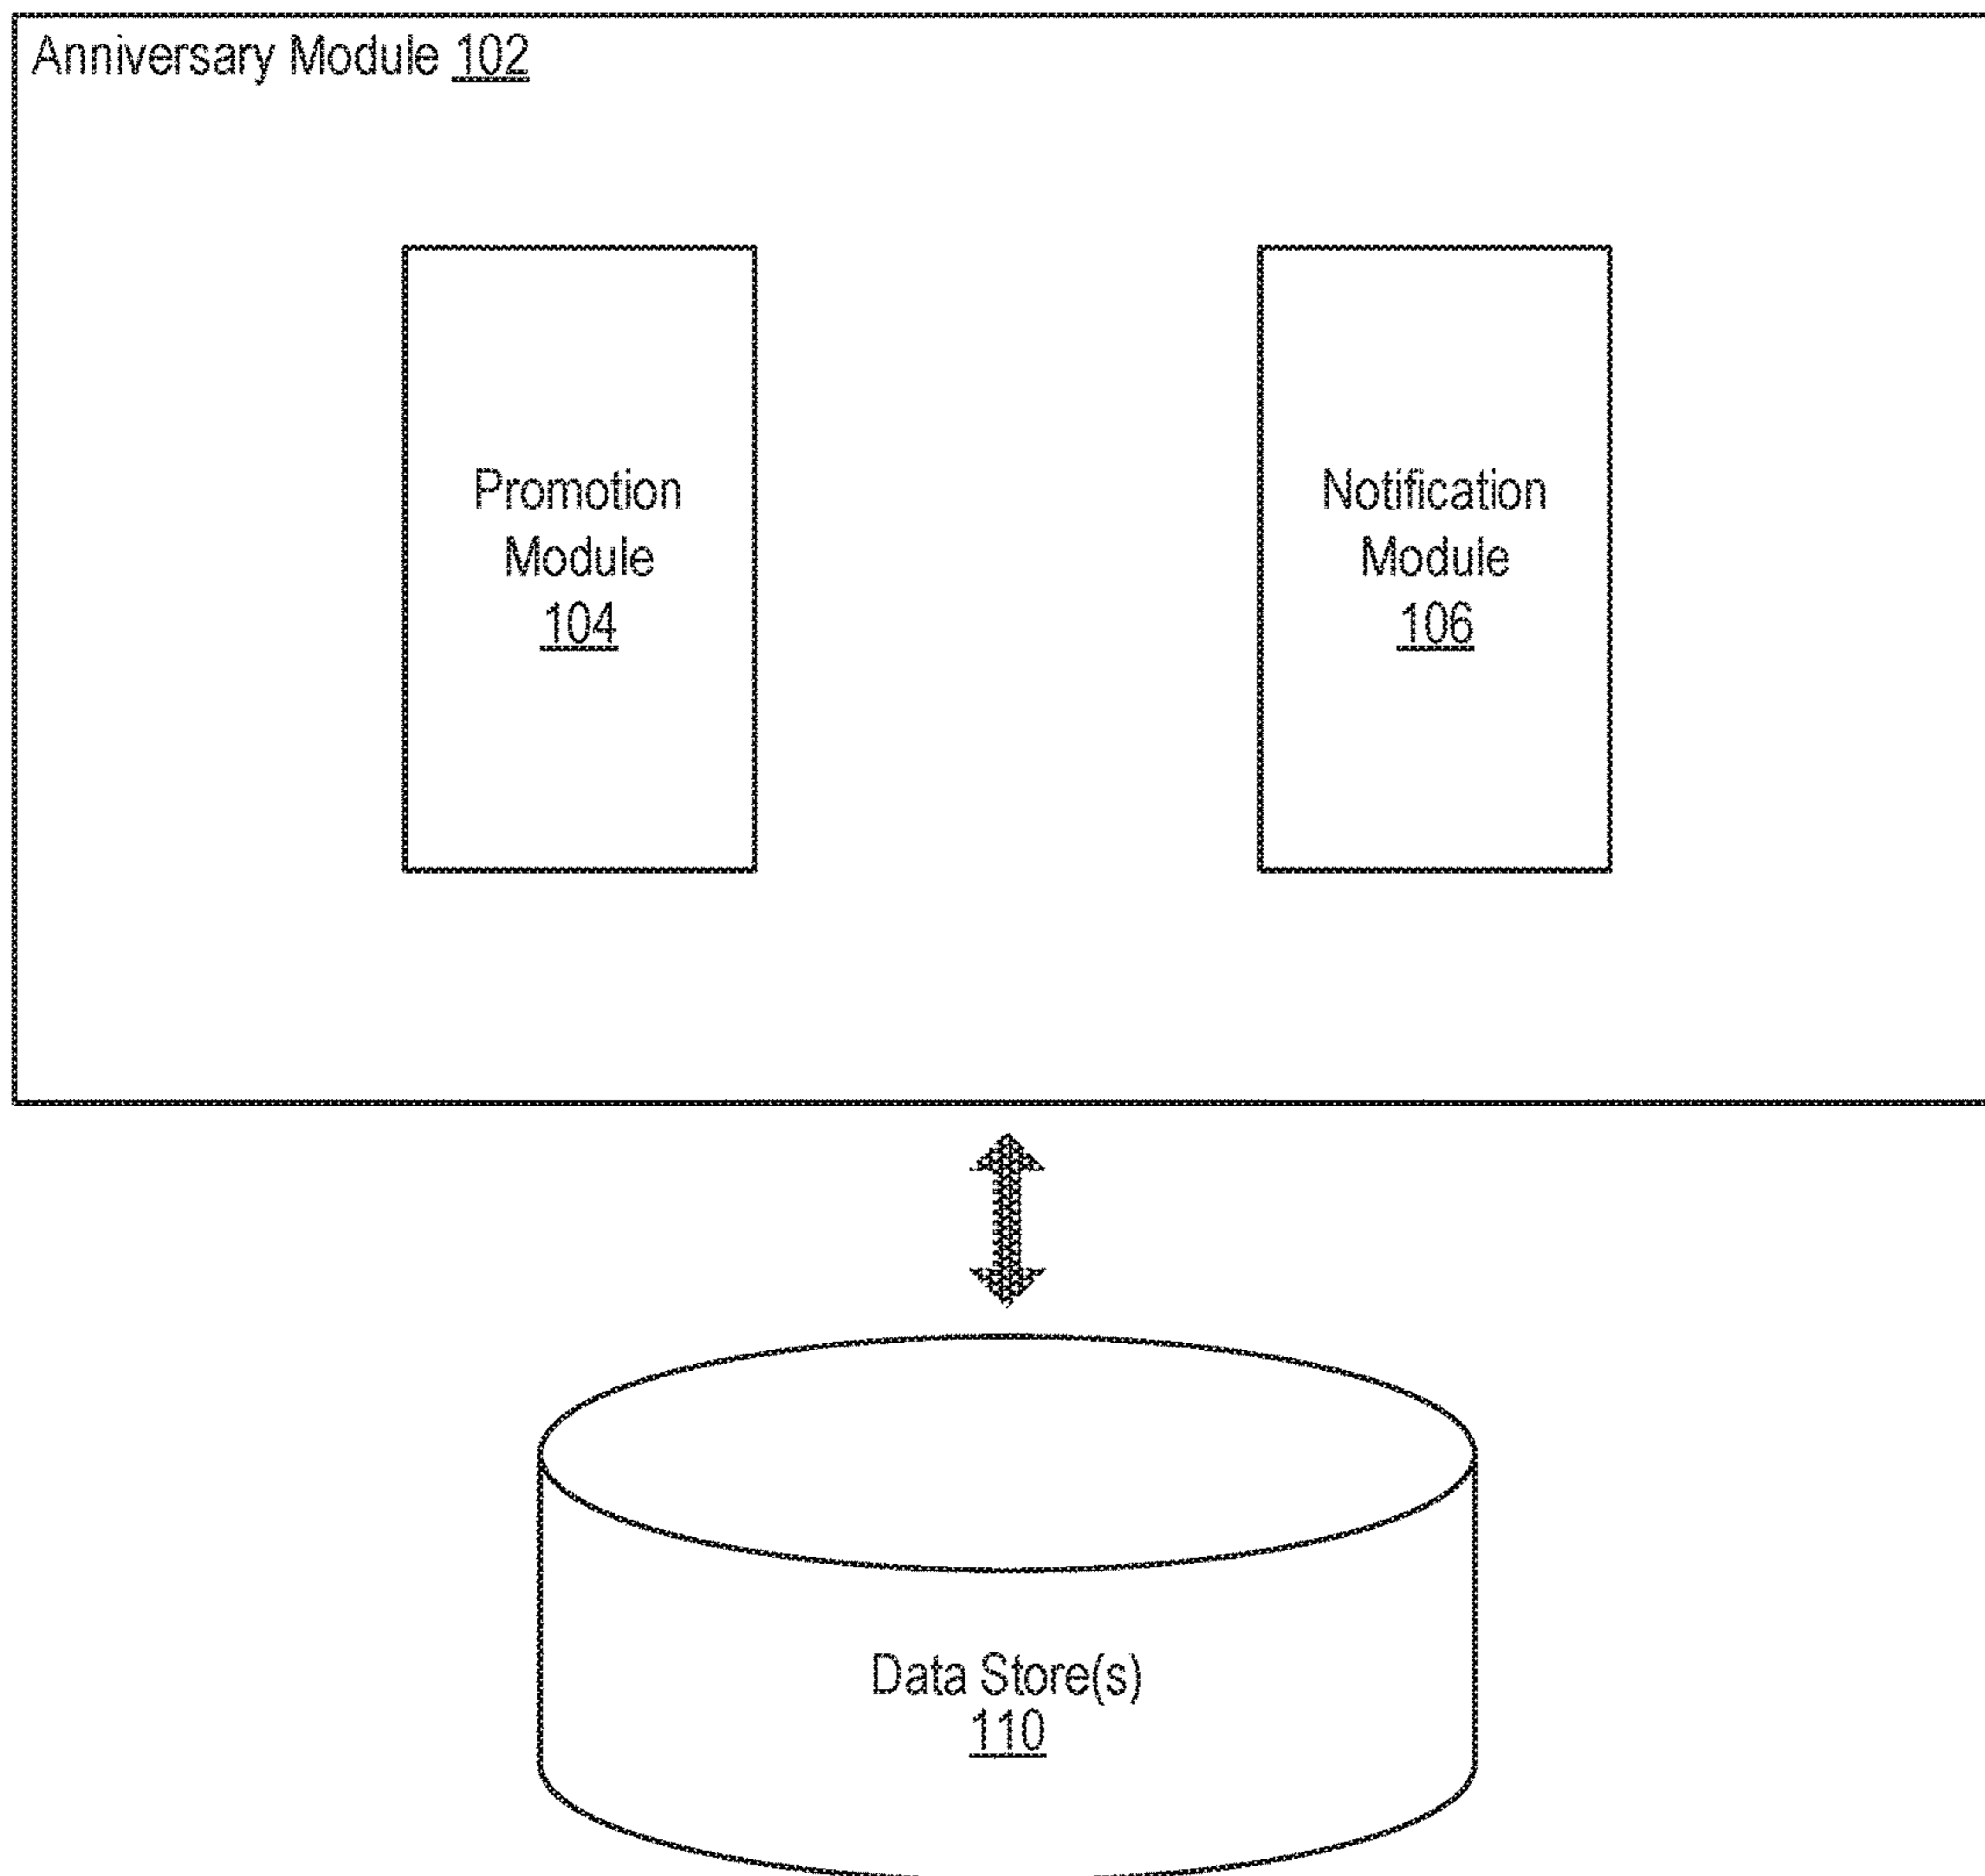 Anniversary Module 102
Promotion
Module
104
Notification
Module
106
Data Store(s)
110